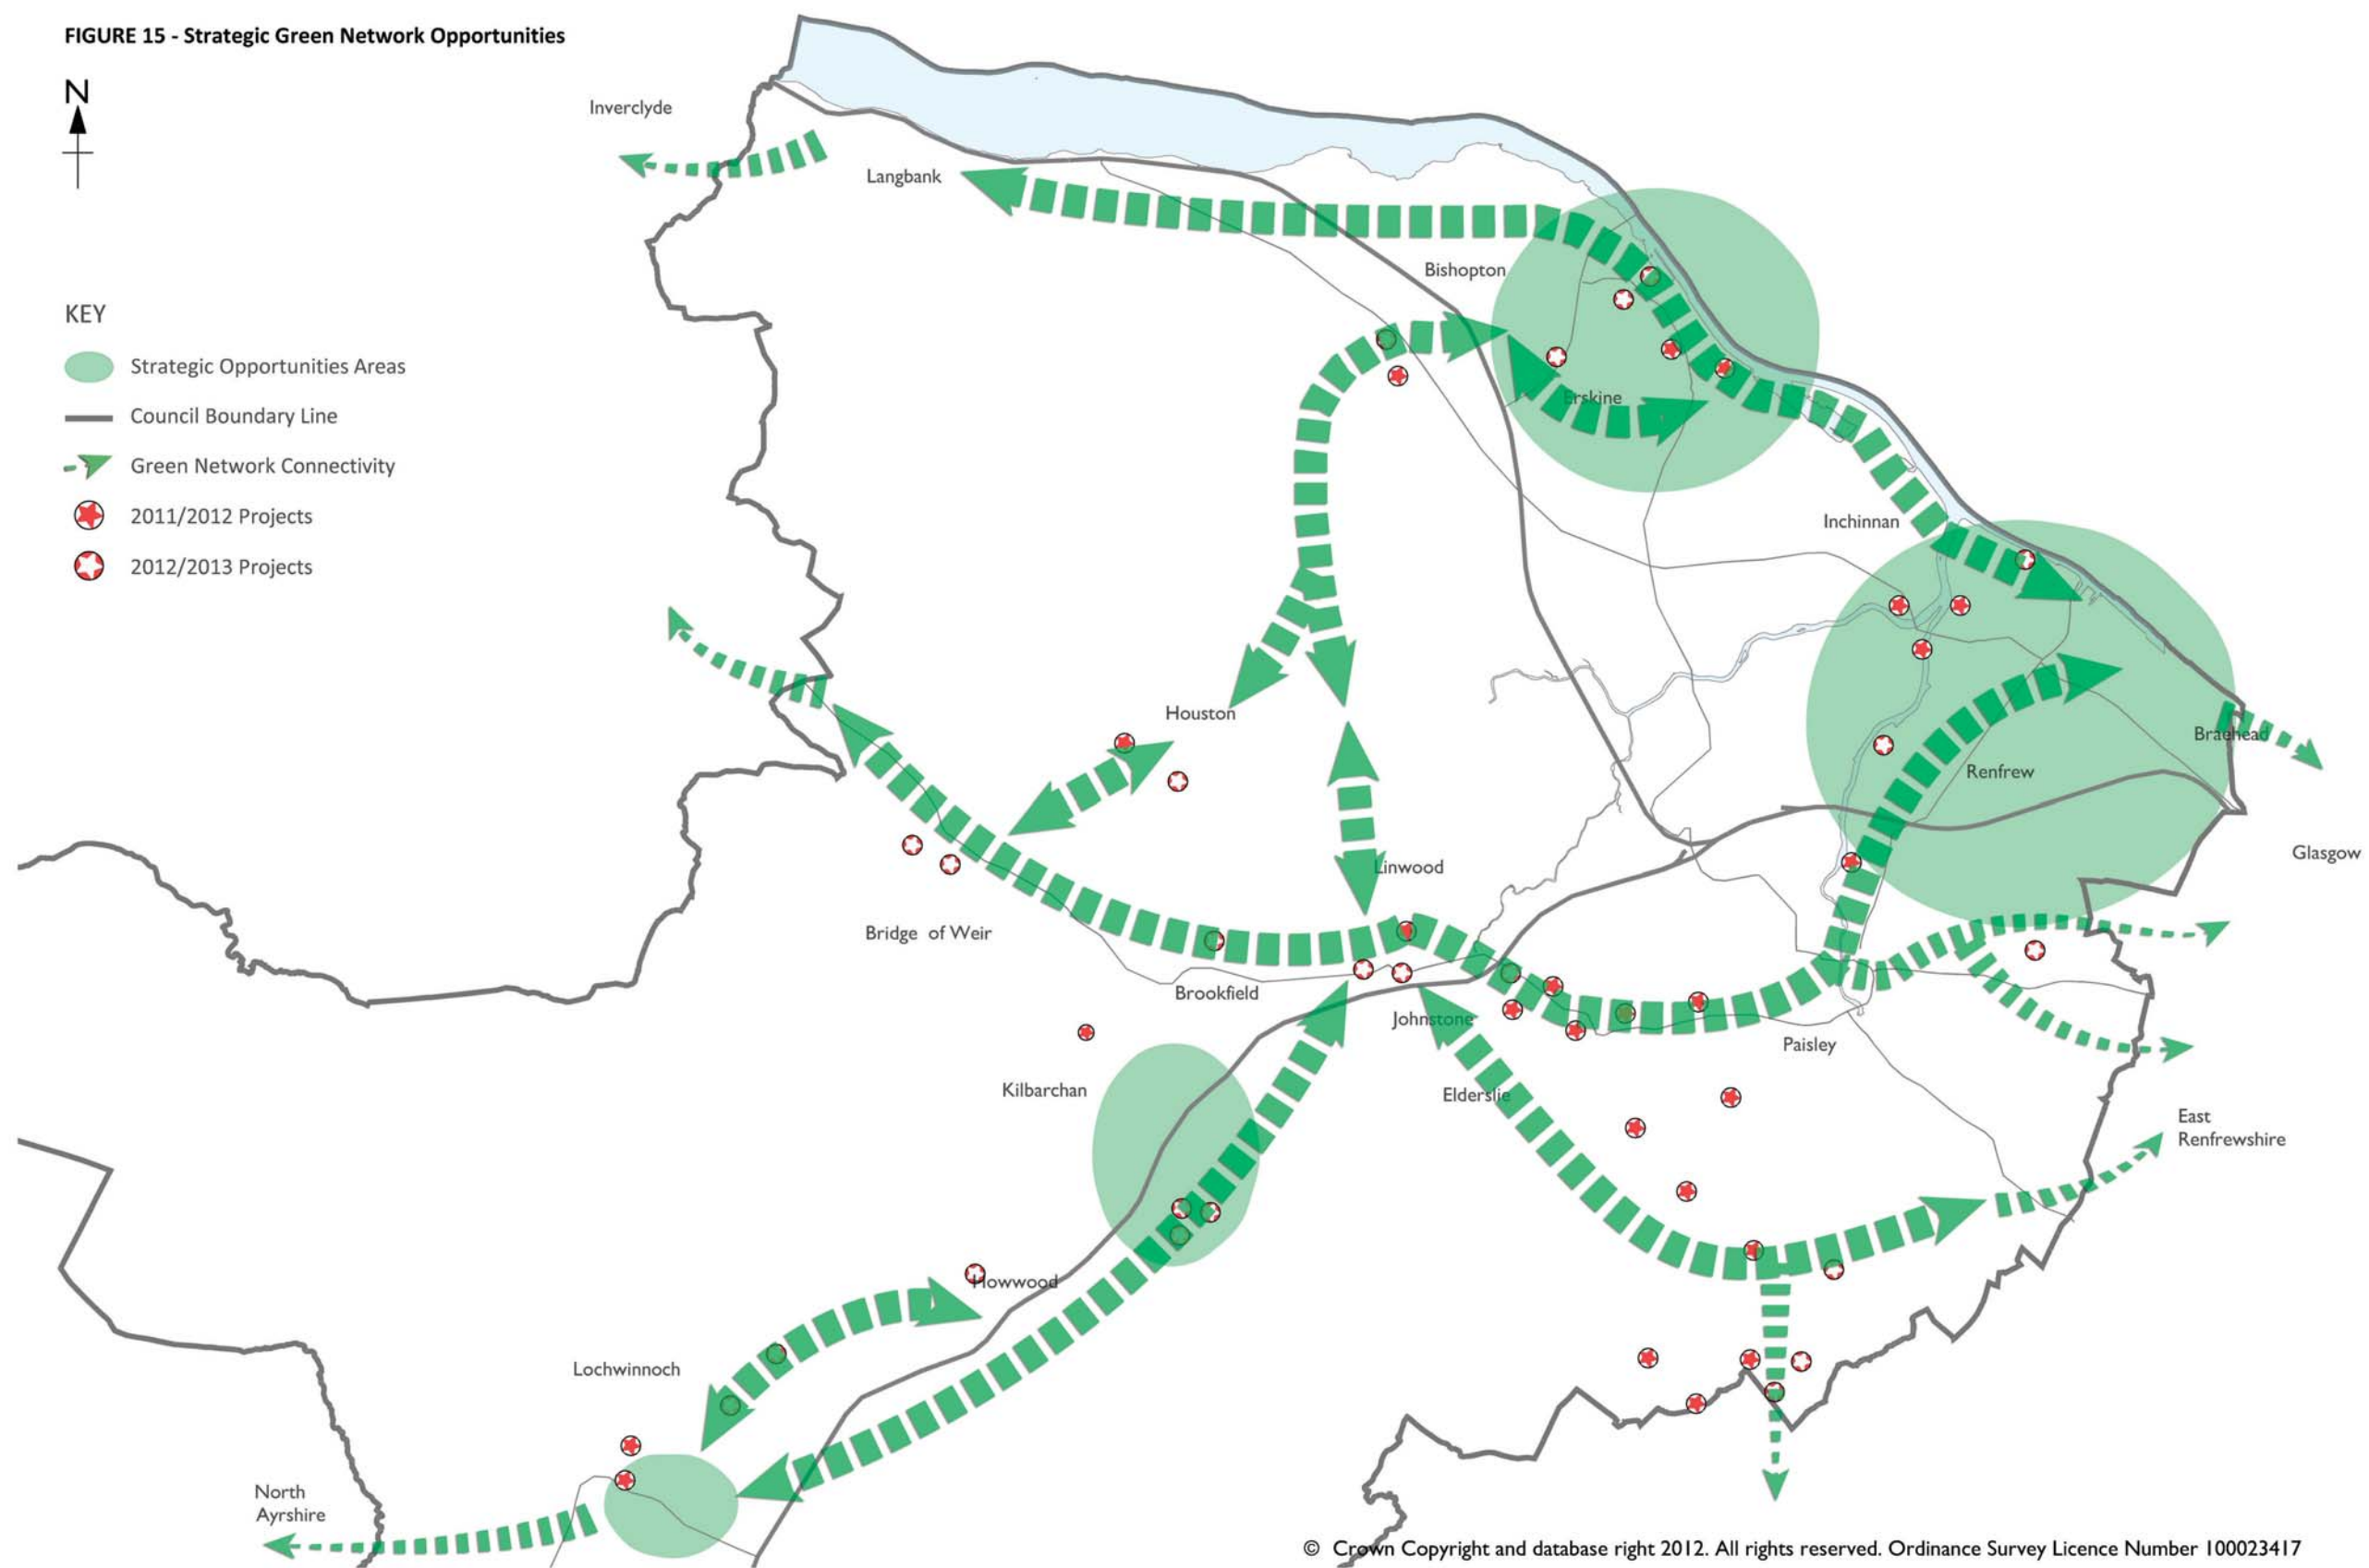 FIGURE 15 - Strategic Green Network Opportunities
N
Inverclyde
Langbank
Bishopton
KEY
Strategic Opportunities Areas
Council Boundary Line
Green Network Connectivity
2011/2012 Projects
2012/2013 Projects
Erskine
Inchinnan
Houston
Braehead
Renfrew
Glasgow
Linwood
Bridge of Weir
Brookfield
Johnstone
Paisley
Kilbarchan
Elderslie
East
Renfrewshire
Howwood
Lochwinnoch
North
Ayrshire
© Crown Copyright and database right 2012. All rights reserved. Ordinance Survey Licence Number 100023417